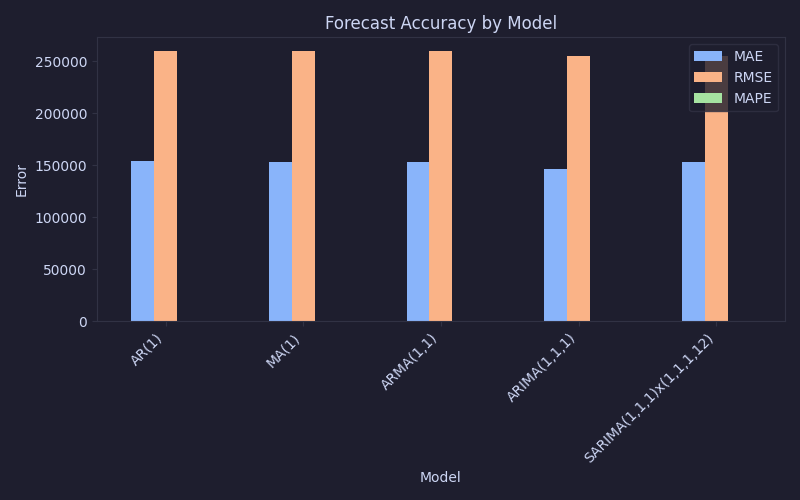 Forecast Accuracy by Model
MAE
RMSE
MAPE
Error
250000
200000
150000
100000
50000
0
AR(1)
MA(1)
ARMA(1,1)
ARIMA(1,1,1)
SARIMA(1,1,1)x(1,1,1,12)
Model